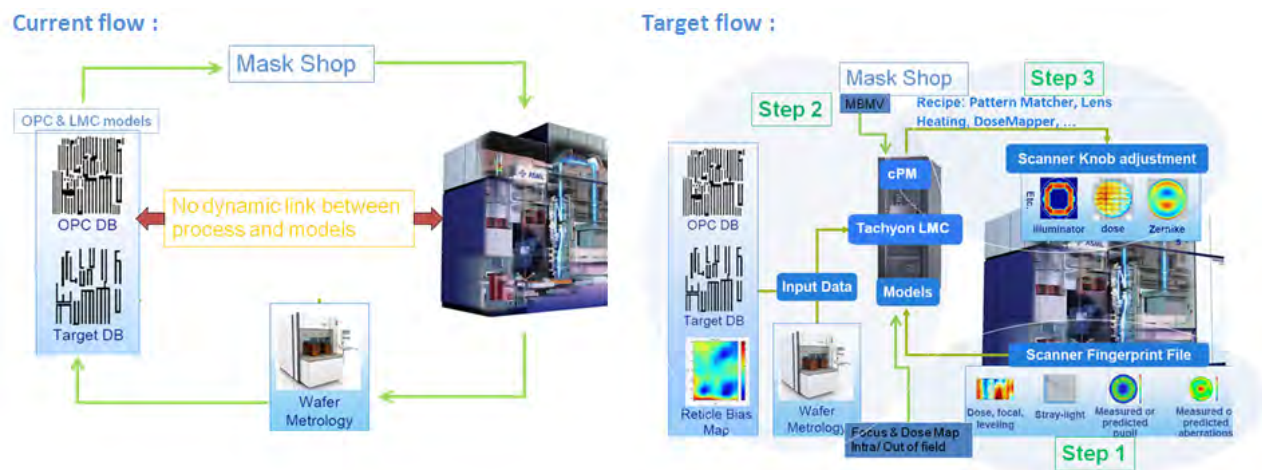 Current flow :
Mask Shop
OPC & LMC models
OPC DB
No dynamic link between
process and models
Target DB
Wafer
Metrology
Target flow :
Mask Shop
Step 3
Step 2
MBMV
Recipe: Pattern Matcher, Lens
Heating, DoseMapper, ...
Scanner Knob adjustment
cPM
Etc.
illuminator
dose
Zernike
OPC DB
Tachyon LMC
Input Data
Models
Target DB
Scanner Fingerprint File
Reticle Bias
Map
Wafer
Metrology
Dose, focal,
leveling
Stray-light
Measured or
predicted
pupil
Measured o
predicted
aberrations
Focus & Dose Map
Intra/ Out of field
Step 1